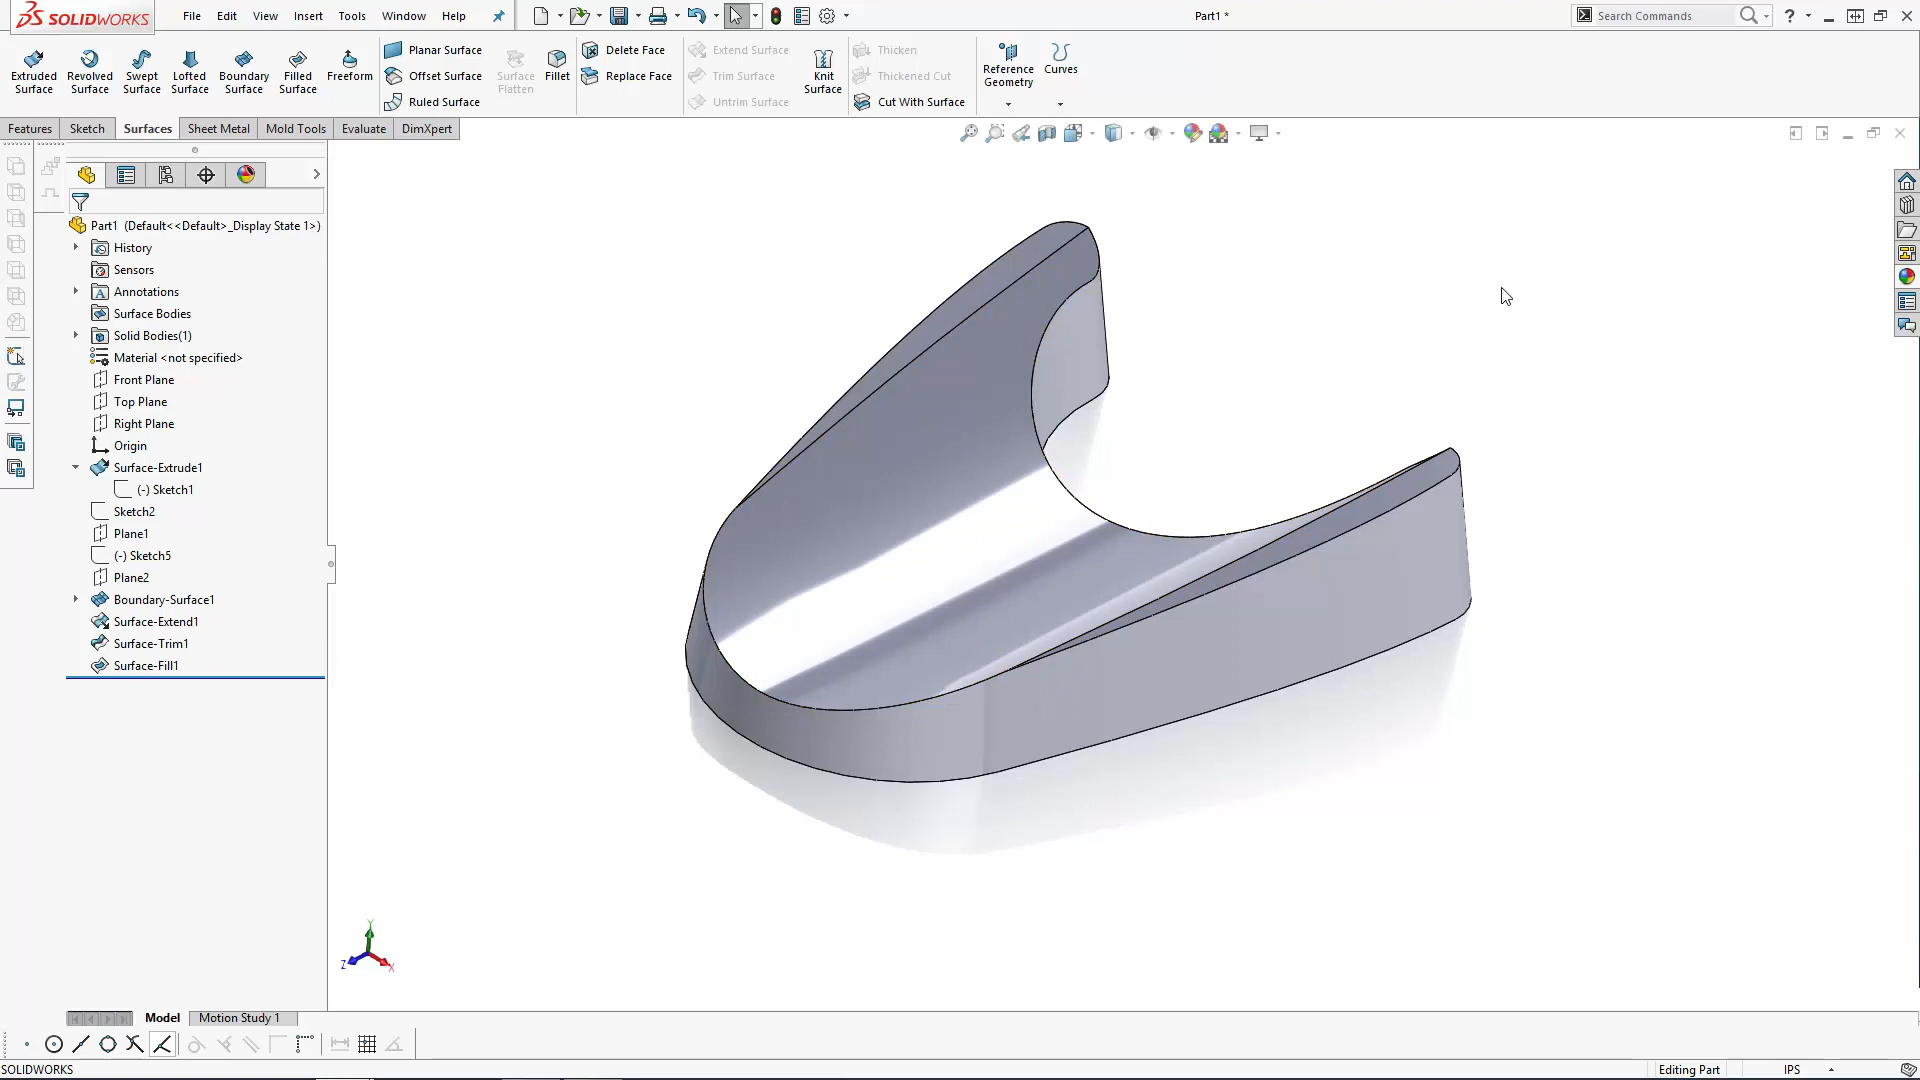 SOLIDWORKS
File Edit View Insert Tools Window Help
Part1 *
Search Commands
Extruded Surface
Revolved Surface
Swept Surface
Lofted Surface
Boundary Surface
Filled Surface
Freeform
Planar Surface
Offset Surface
Ruled Surface
Surface Flatten
Fillet
Delete Face
Replace Face
Extend Surface
Trim Surface
Untrim Surface
Knit Surface
Thicken
Thickened Cut
Cut With Surface
Reference Geometry
Curves
Features Sketch Surfaces Sheet Metal Mold Tools Evaluate DimXpert
Part1 (Default<<Default>_Display State 1>)
History
Sensors
Annotations
Surface Bodies
Solid Bodies(1)
Material <not specified>
Front Plane
Top Plane
Right Plane
Origin
Surface-Extrude1
(-) Sketch1
Sketch2
Plane1
(-) Sketch5
Plane2
Boundary-Surface1
Surface-Extend1
Surface-Trim1
Surface-Fill1
Y
Z
X
Model Motion Study 1
SOLIDWORKS
Editing Part
IPS